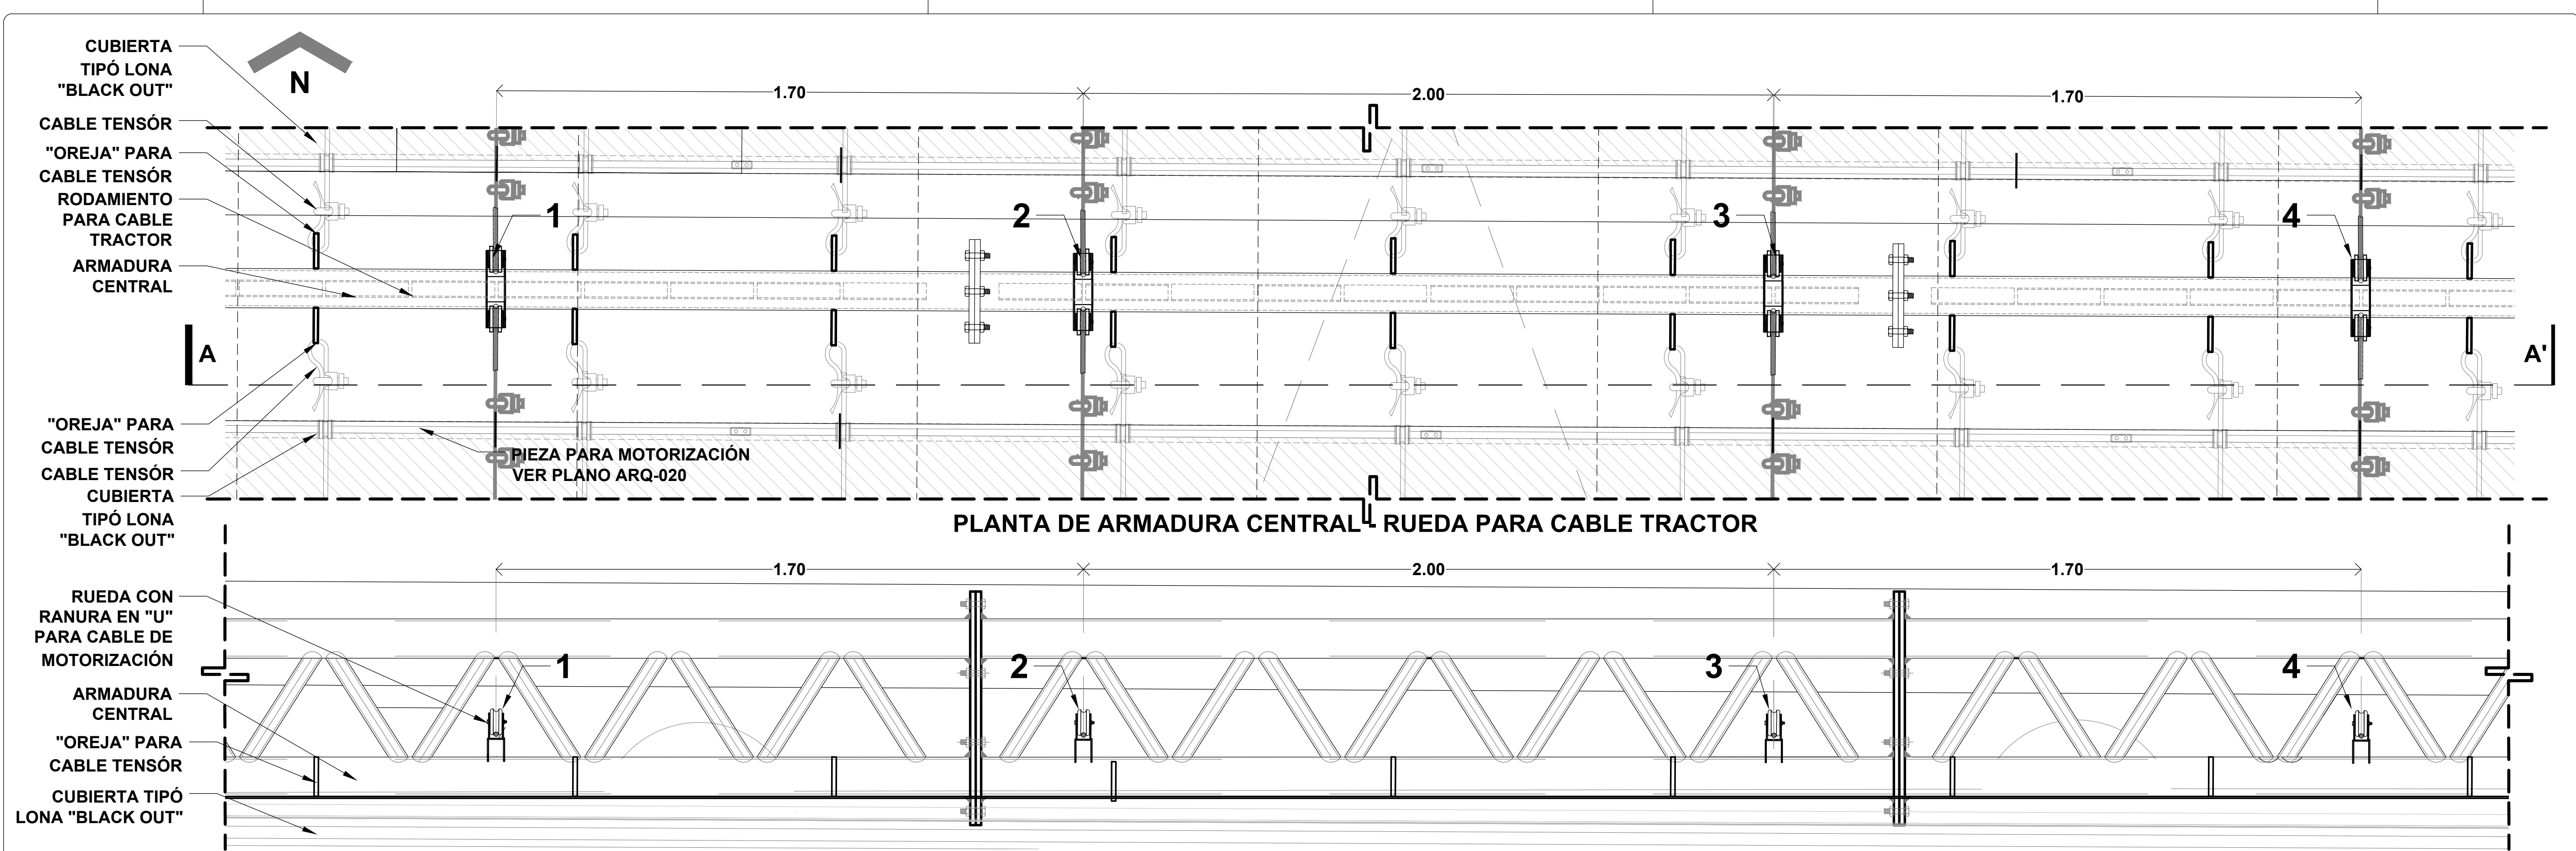 CUBIERTA
TIPÓ LONA
"BLACK OUT"
N
CABLE TENSÓR
"OREJA" PARA
CABLE TENSÓR
RODAMIENTO
PARA CABLE
TRACTOR
ARMADURA
CENTRAL
1.70
2.00
1.70
1
2
3
4
A
A'
"OREJA" PARA
CABLE TENSÓR
CABLE TENSÓR
CUBIERTA
TIPÓ LONA
"BLACK OUT"
PIEZA PARA MOTORIZACIÓN
VER PLANO ARQ-020
PLANTA DE ARMADURA CENTRAL - RUEDA PARA CABLE TRACTOR
1.70
2.00
1.70
RUEDA CON
RANURA EN "U"
PARA CABLE DE
MOTORIZACIÓN
ARMADURA
CENTRAL
"OREJA" PARA
CABLE TENSÓR
CUBIERTA TIPÓ
LONA "BLACK OUT"
1
2
3
4